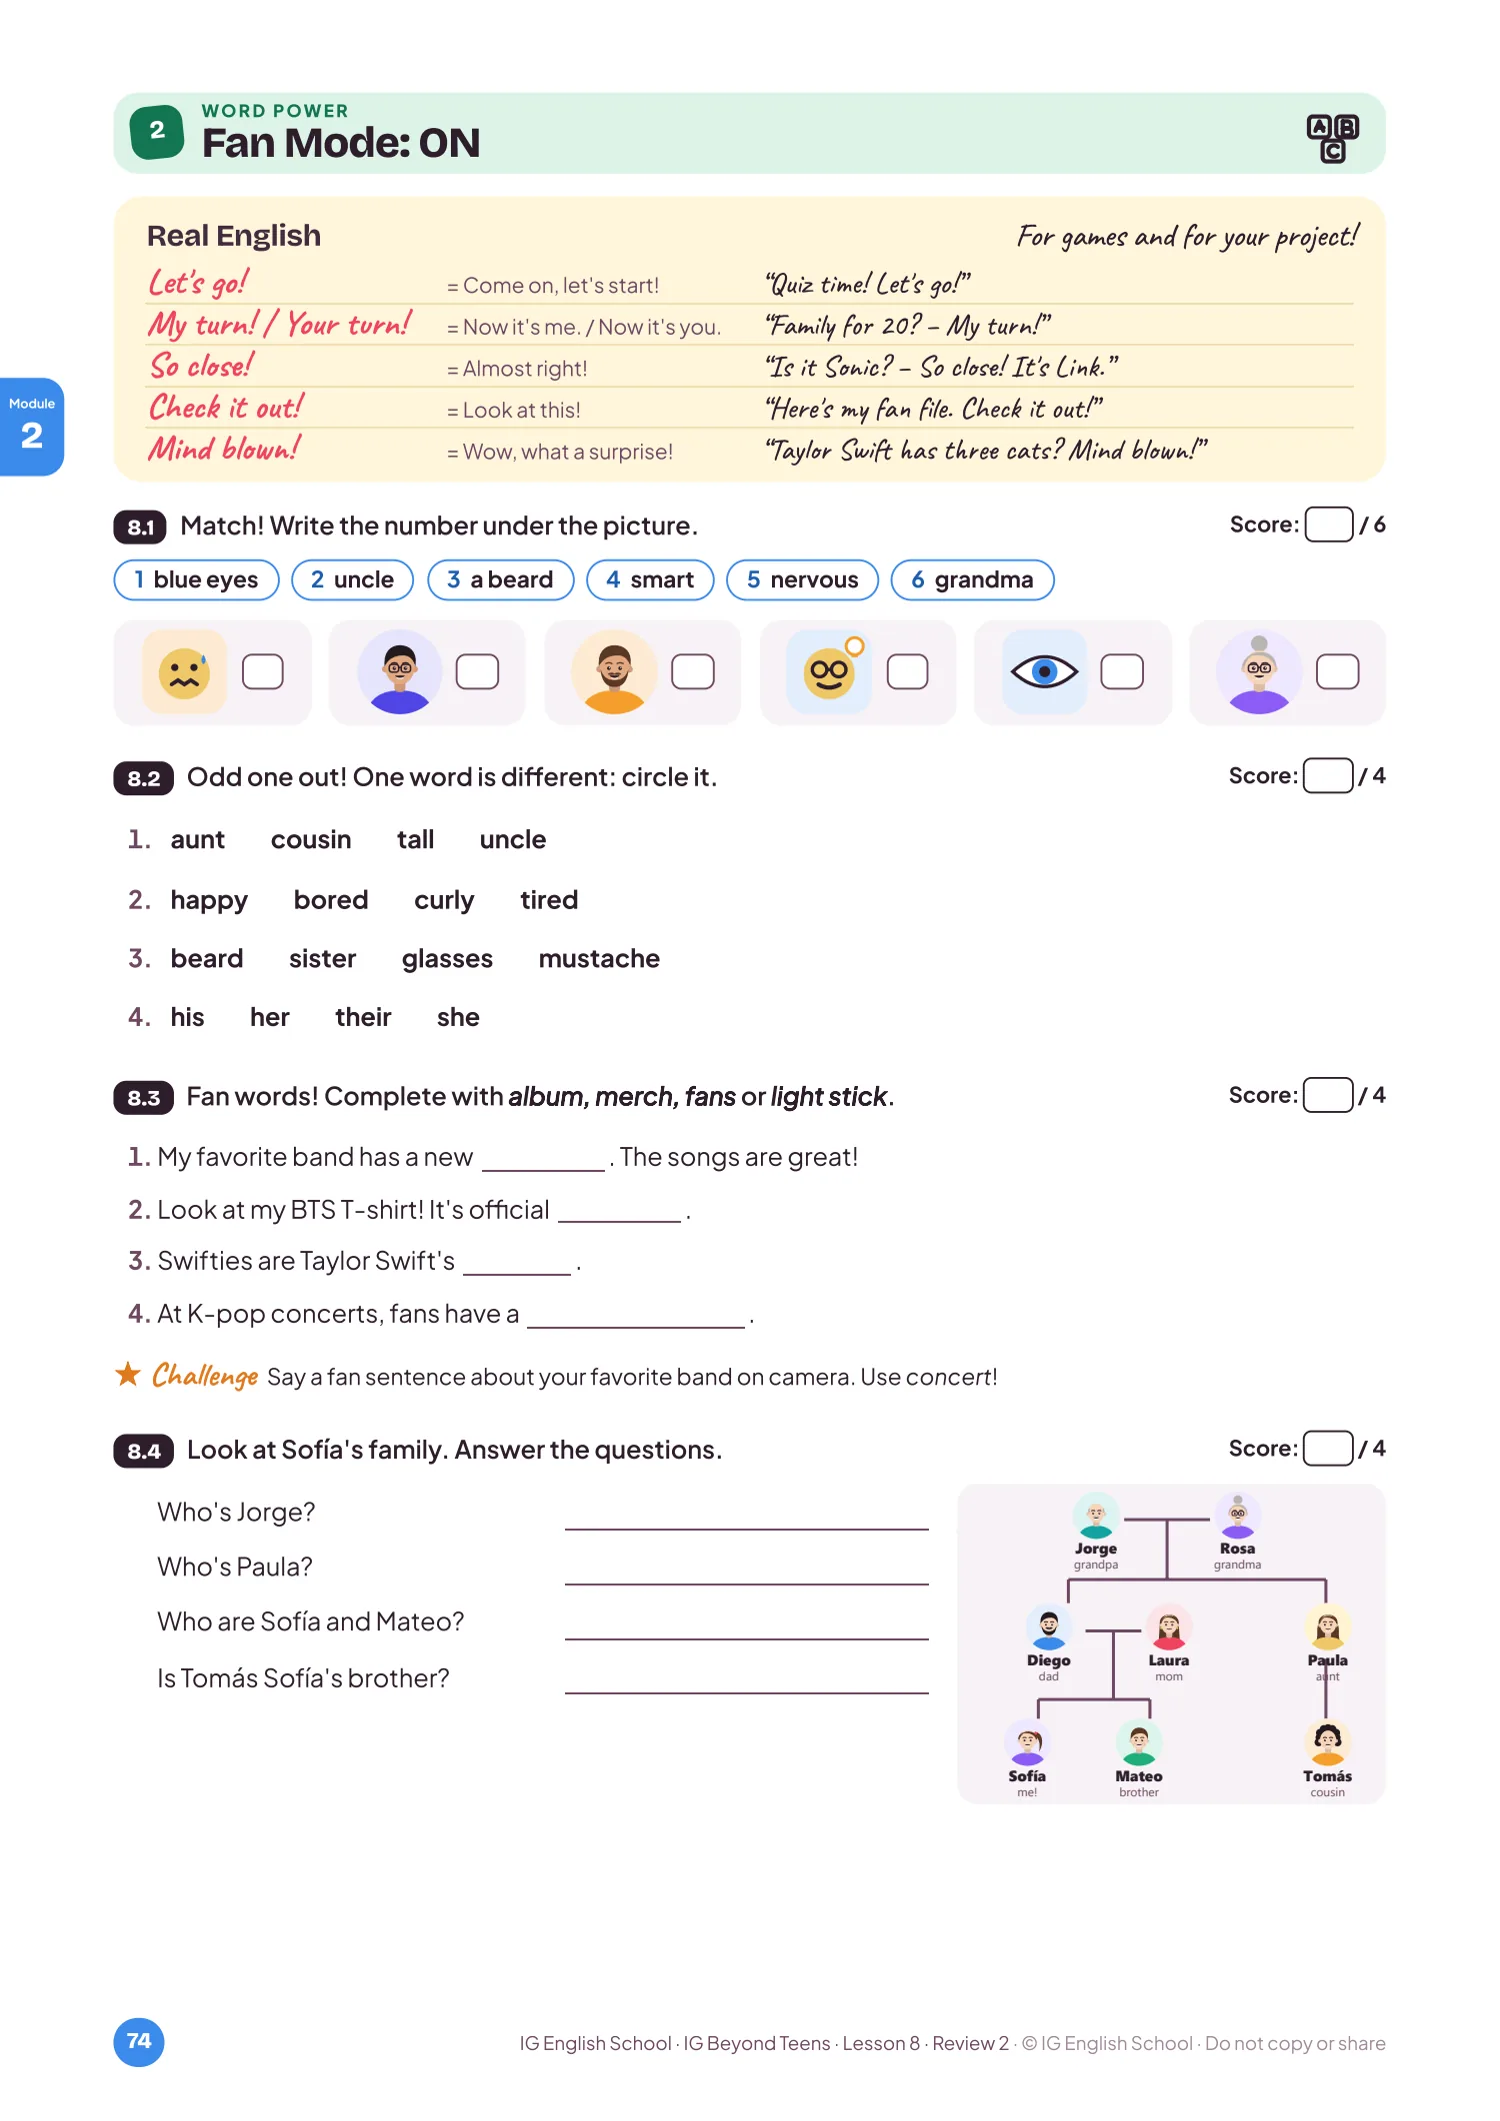 2
WORD POWER
Fan Mode: ON
A B
C
Real English
For games and for your project!
Let's go! = Come on, let's start! “Quiz time! Let's go!”
My turn! / Your turn! = Now it's me. / Now it's you. “Family for 20? – My turn!”
So close! = Almost right! “Is it Sonic? – So close! It's Link.”
Check it out! = Look at this! “Here's my fan file. Check it out!”
Mind blown! = Wow, what a surprise! “Taylor Swift has three cats? Mind blown!”
Module
2
8.1 Match! Write the number under the picture. Score: / 6
1 blue eyes 2 uncle 3 a beard 4 smart 5 nervous 6 grandma
8.2 Odd one out! One word is different: circle it. Score: / 4
1. aunt cousin tall uncle
2. happy bored curly tired
3. beard sister glasses mustache
4. his her their she
8.3 Fan words! Complete with album, merch, fans or light stick. Score: / 4
1. My favorite band has a new ________. The songs are great!
2. Look at my BTS T-shirt! It's official ________.
3. Swifties are Taylor Swift's ________.
4. At K-pop concerts, fans have a ________.
★ Challenge Say a fan sentence about your favorite band on camera. Use concert!
8.4 Look at Sofía's family. Answer the questions. Score: / 4
Who's Jorge?
Who's Paula?
Who are Sofía and Mateo?
Is Tomás Sofía's brother?
Jorge Rosa
grandpa grandma
Diego Laura Paula
dad mom aunt
Sofía Mateo Tomás
me! brother cousin
74
IG English School · IG Beyond Teens · Lesson 8 · Review 2 · © IG English School · Do not copy or share